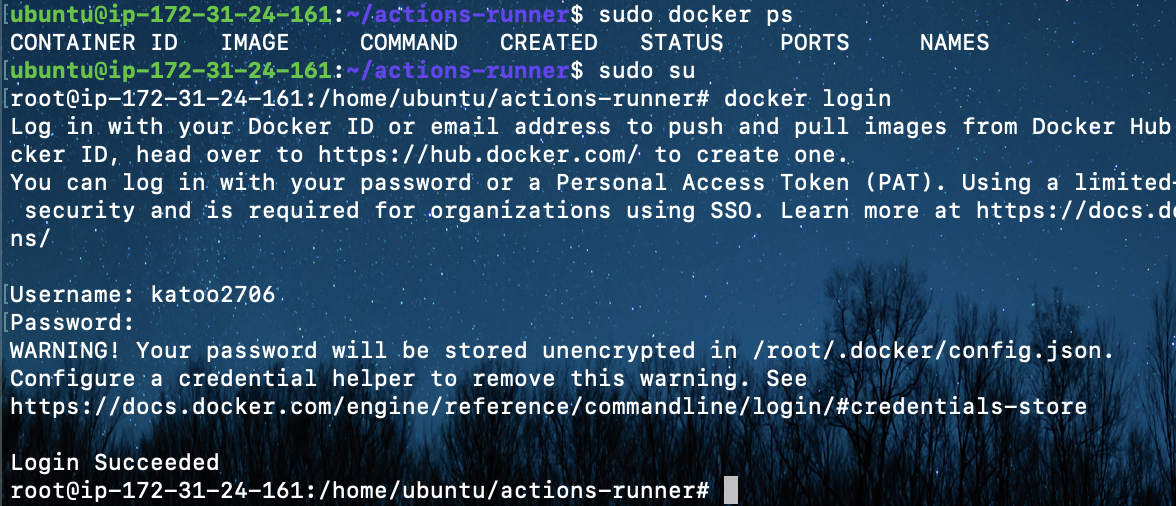 ubuntu@ip-172-31-24-161:~/actions-runner$ sudo docker ps
CONTAINER ID   IMAGE     COMMAND   CREATED   STATUS    PORTS     NAMES
ubuntu@ip-172-31-24-161:~/actions-runner$ sudo su
root@ip-172-31-24-161:/home/ubuntu/actions-runner# docker login
Log in with your Docker ID or email address to push and pull images from Docker Hub
cker ID, head over to https://hub.docker.com/ to create one.
You can log in with your password or a Personal Access Token (PAT). Using a limited-
 security and is required for organizations using SSO. Learn more at https://docs.do
ns/

Username: katoo2706
Password:
WARNING! Your password will be stored unencrypted in /root/.docker/config.json.
Configure a credential helper to remove this warning. See
https://docs.docker.com/engine/reference/commandline/login/#credentials-store

Login Succeeded
root@ip-172-31-24-161:/home/ubuntu/actions-runner#